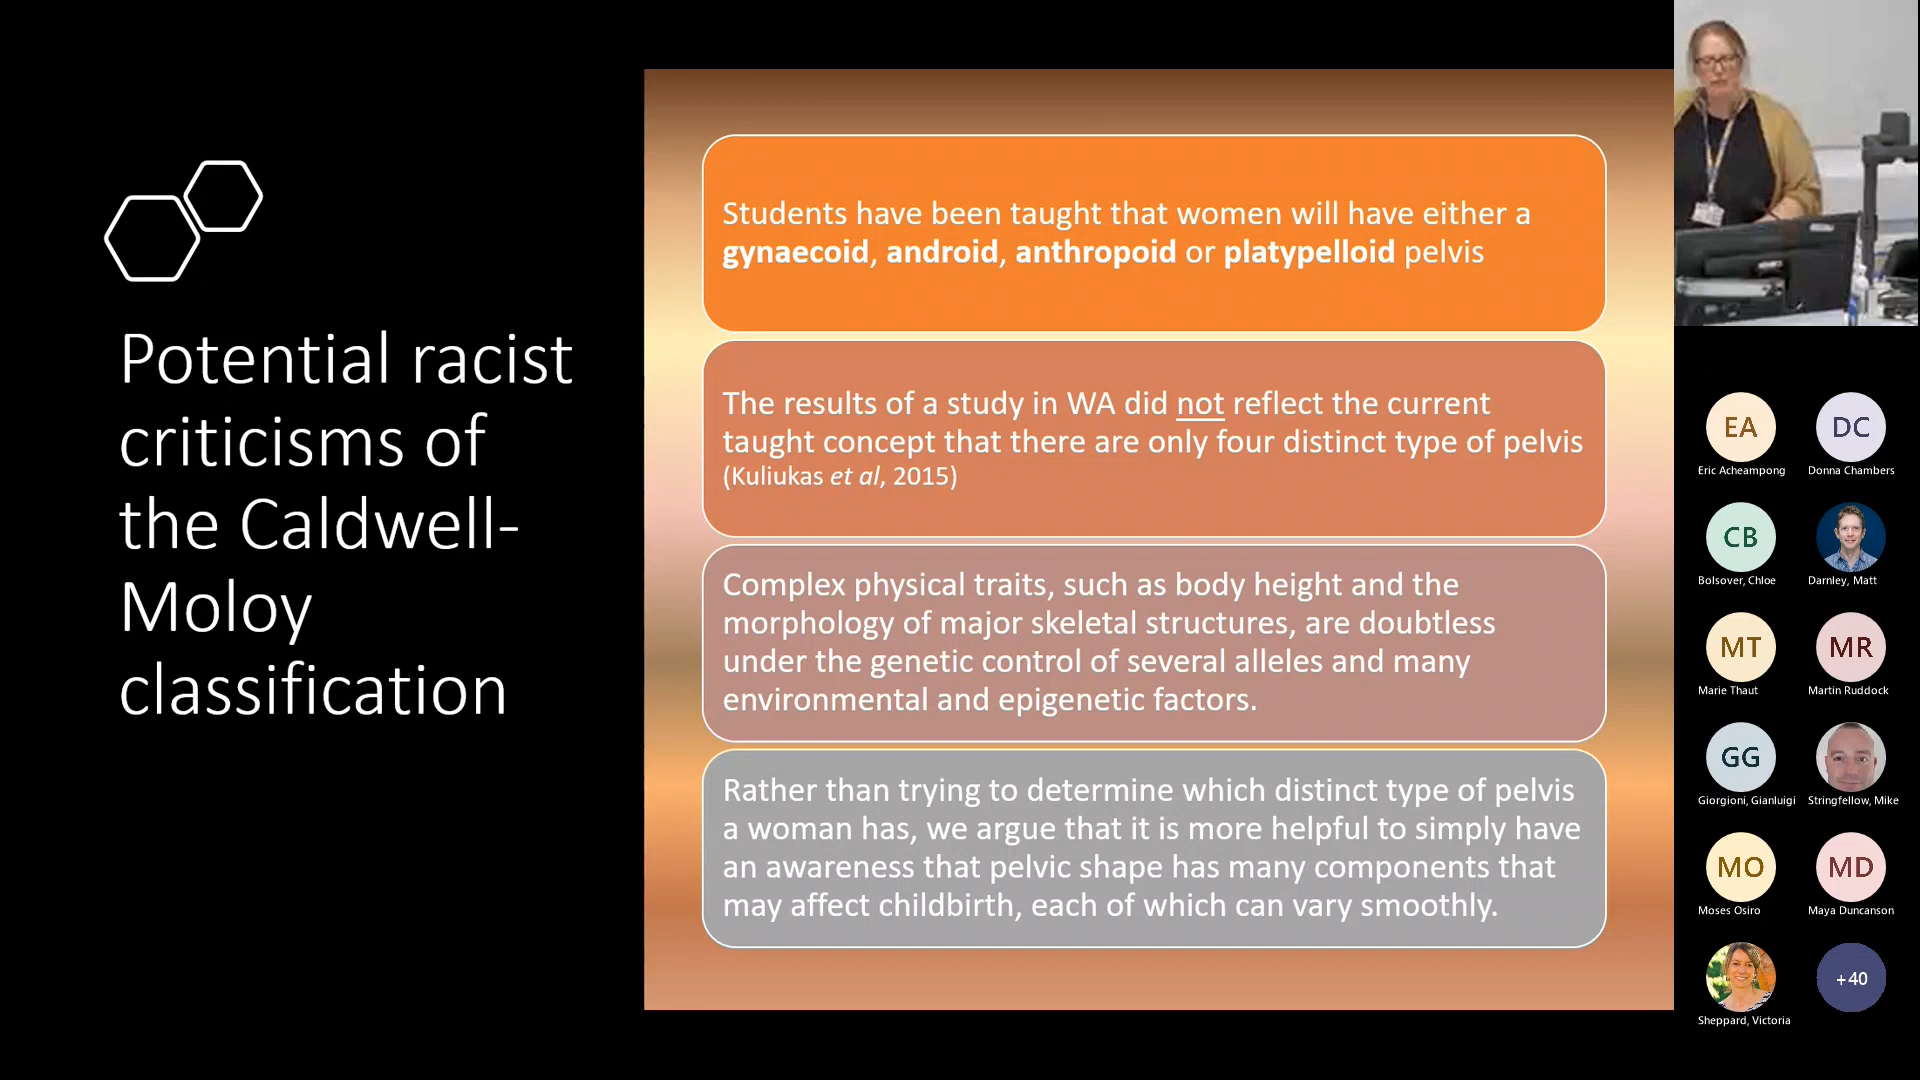 Potential racist
criticisms of
the Caldwell-
Moloy
classification
Students have been taught that women will have either a
gynaecoid, android, anthropoid or platypelloid pelvis
The results of a study in WA did not reflect the current
taught concept that there are only four distinct type of pelvis
(Kuliukas et al, 2015)
Complex physical traits, such as body height and the
morphology of major skeletal structures, are doubtless
under the genetic control of several alleles and many
environmental and epigenetic factors.
Rather than trying to determine which distinct type of pelvis
a woman has, we argue that it is more helpful to simply have
an awareness that pelvic shape has many components that
may affect childbirth, each of which can vary smoothly.
EA
DC
Eric Acheampong
Donna Chambers
CB
Bolsover, Chloe
Darnley, Matt
MT
MR
Marie Thaut
Martin Ruddock
GG
Giorgioni, Gianluigi
Stringfellow, Mike
MO
MD
Moses Osiro
Maya Duncanson
+40
Sheppard, Victoria